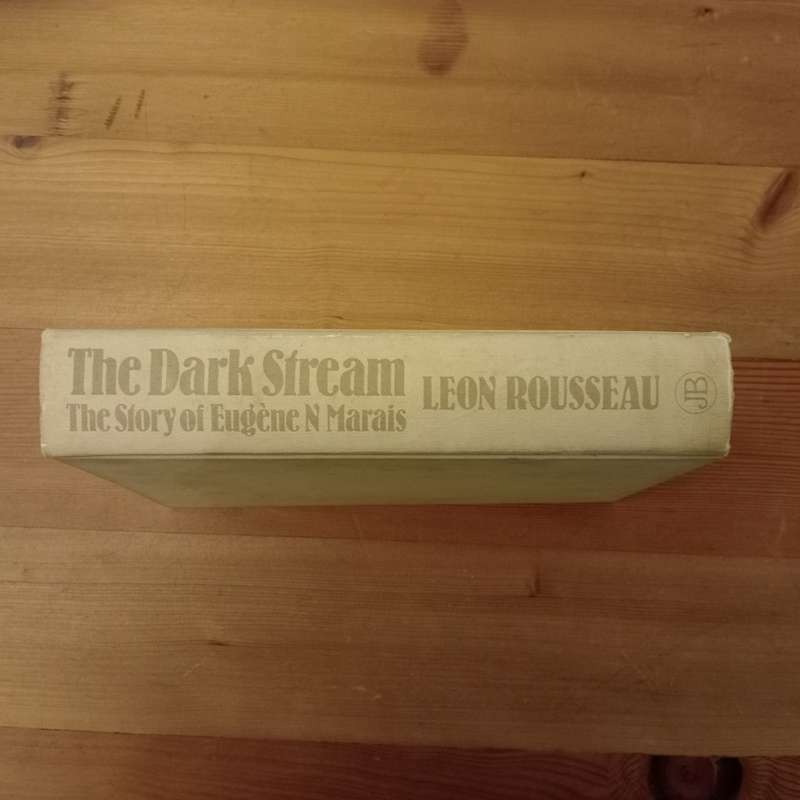 The Dark Stream
The Story of Eugène N Marais
LEON ROUSSEAU
JB